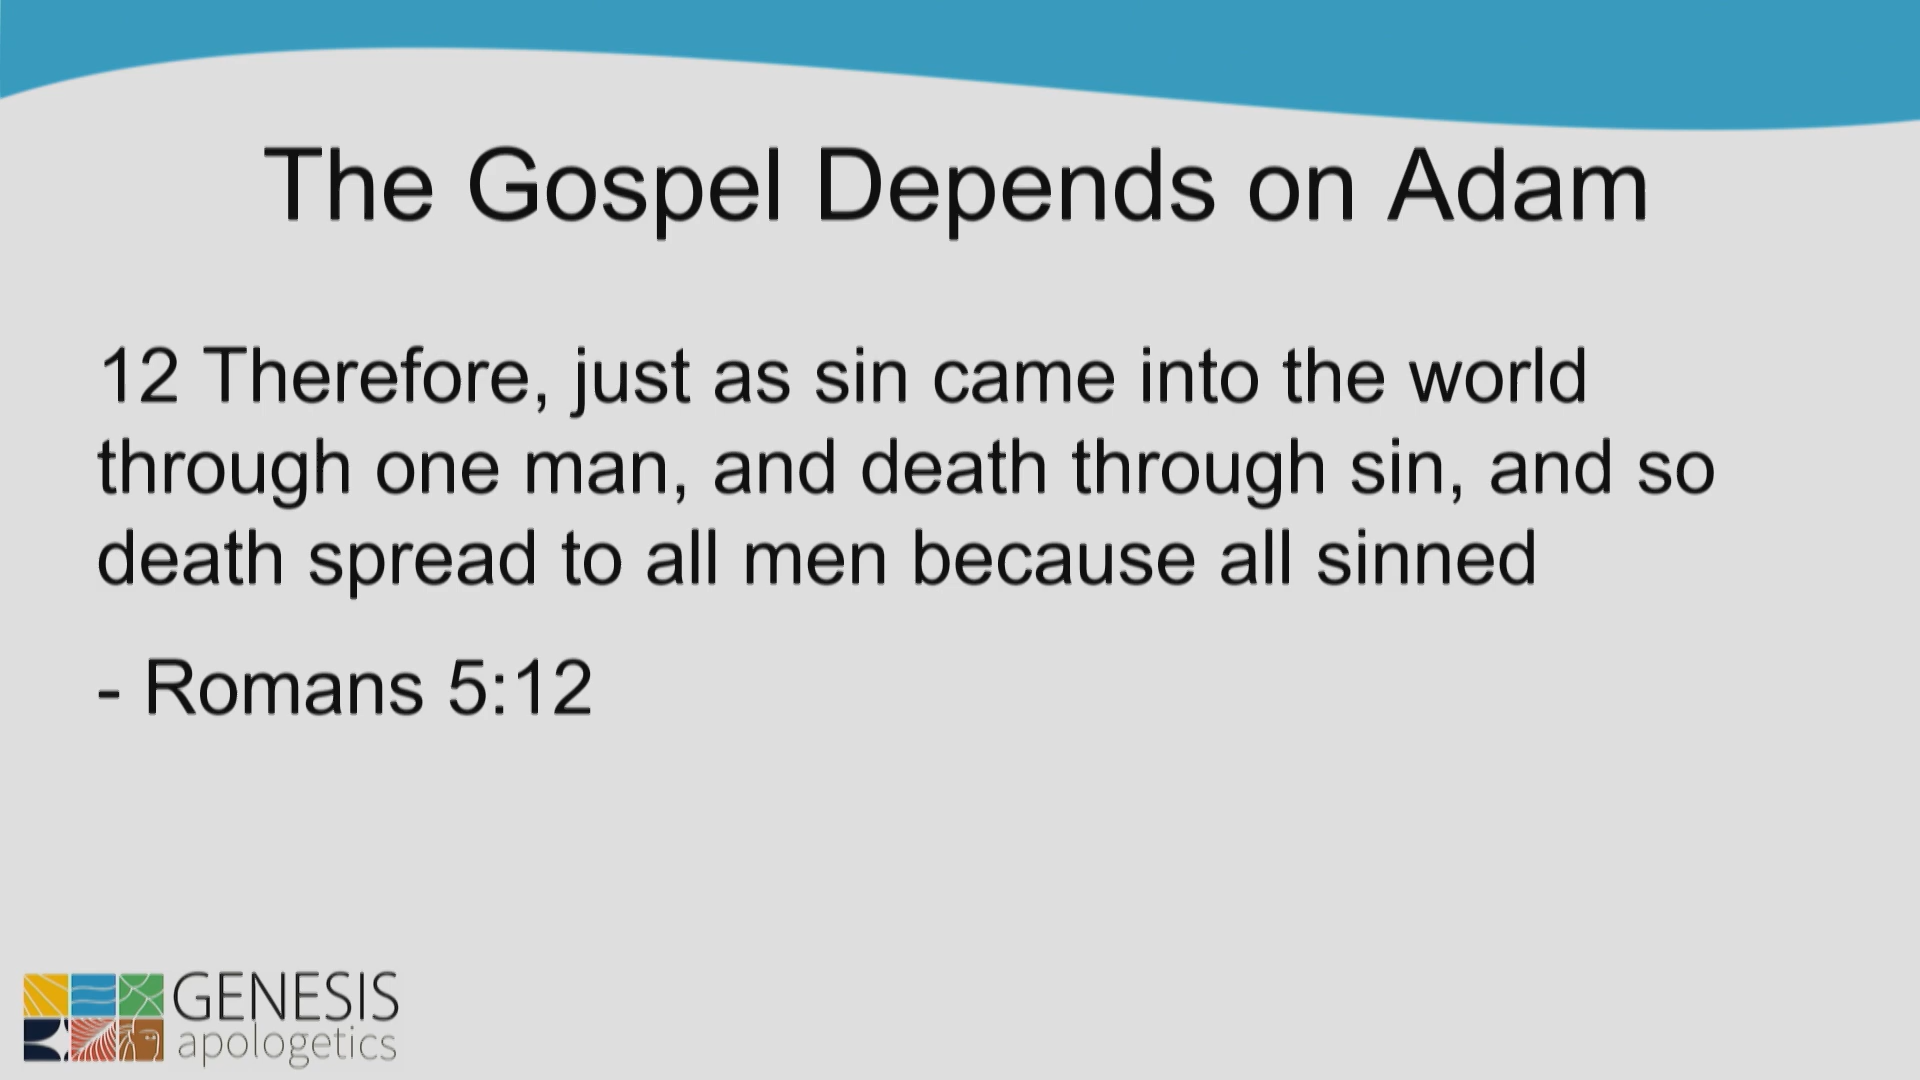 The Gospel Depends on Adam
12 Therefore, just as sin came into the world
through one man, and death through sin, and so
death spread to all men because all sinned
- Romans 5:12
GENESIS
apologetics